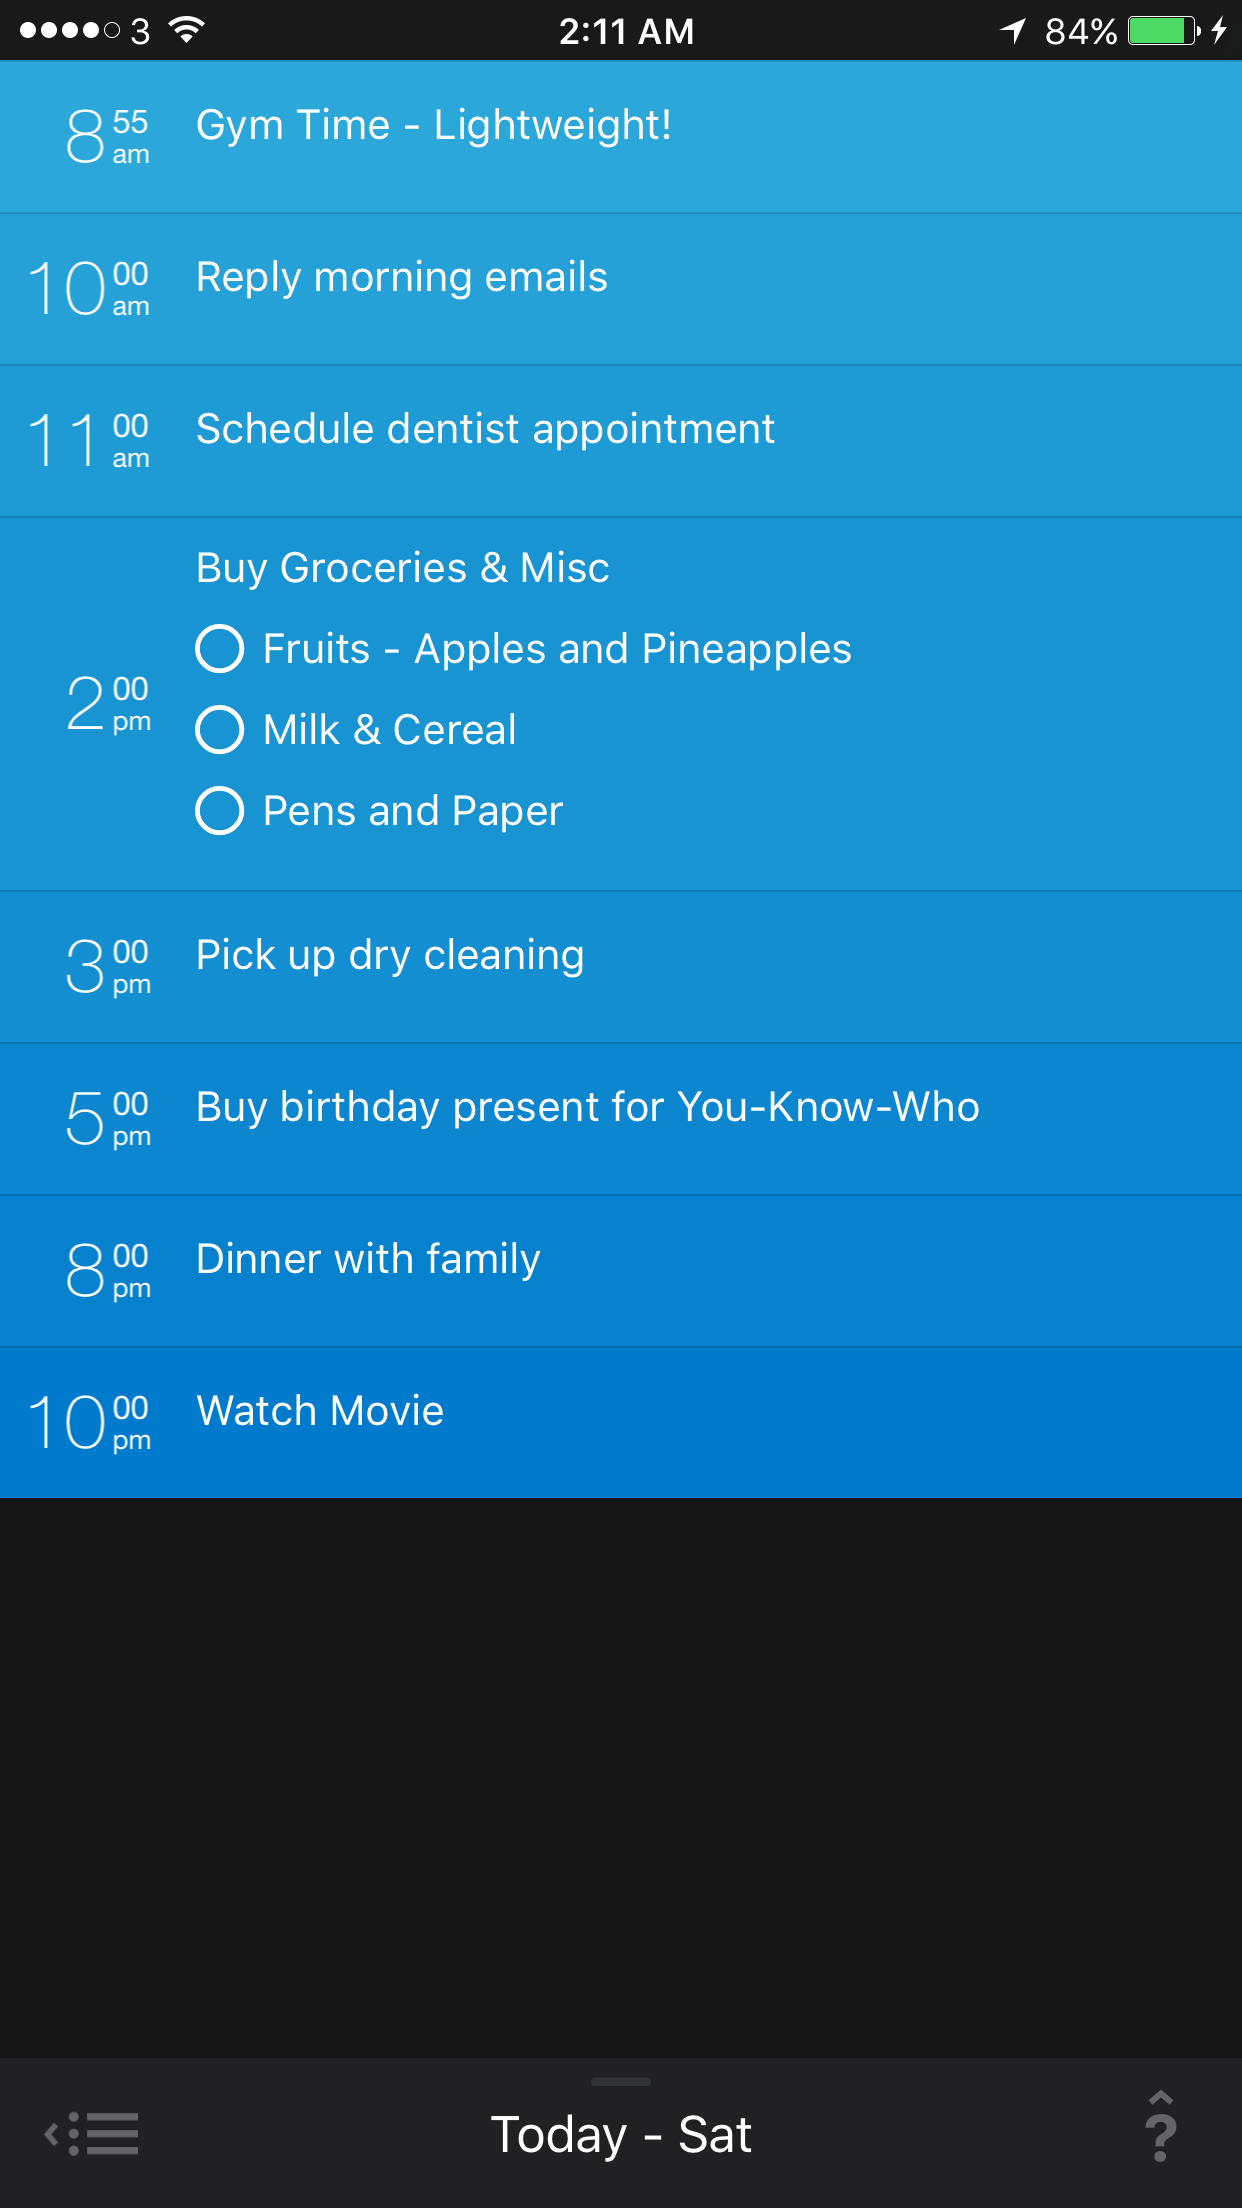 3 2:11 AM 84%
8 55 am Gym Time - Lightweight!
10 00 am Reply morning emails
11 00 am Schedule dentist appointment
Buy Groceries & Misc
Fruits - Apples and Pineapples
2 00 pm
Milk & Cereal
Pens and Paper
3 00 pm Pick up dry cleaning
5 00 pm Buy birthday present for You-Know-Who
8 00 pm Dinner with family
10 00 pm Watch Movie
Today - Sat
?